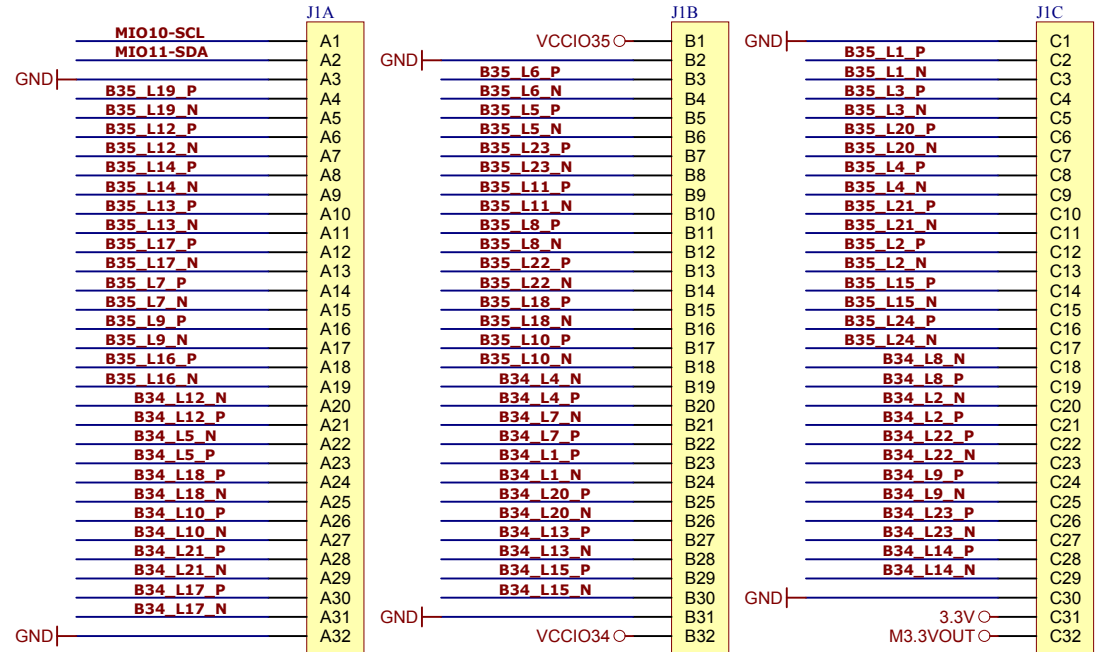 J1A
MIO10-SCL A1
MIO11-SDA A2
GND A3
B35_L19_P A4
B35_L19_N A5
B35_L12_P A6
B35_L12_N A7
B35_L14_P A8
B35_L14_N A9
B35_L13_P A10
B35_L13_N A11
B35_L17_P A12
B35_L17_N A13
B35_L7_P A14
B35_L7_N A15
B35_L9_P A16
B35_L9_N A17
B35_L16_P A18
B35_L16_N A19
B34_L12_N A20
B34_L12_P A21
B34_L5_N A22
B34_L5_P A23
B34_L18_P A24
B34_L18_N A25
B34_L10_P A26
B34_L10_N A27
B34_L21_P A28
B34_L21_N A29
B34_L17_P A30
B34_L17_N A31
GND A32
J1B
VCCIO35 B1
GND B2
B35_L6_P B3
B35_L6_N B4
B35_L5_P B5
B35_L5_N B6
B35_L23_P B7
B35_L23_N B8
B35_L11_P B9
B35_L11_N B10
B35_L8_P B11
B35_L8_N B12
B35_L22_P B13
B35_L22_N B14
B35_L18_P B15
B35_L18_N B16
B35_L10_P B17
B35_L10_N B18
B34_L4_N B19
B34_L4_P B20
B34_L7_N B21
B34_L7_P B22
B34_L1_P B23
B34_L1_N B24
B34_L20_P B25
B34_L20_N B26
B34_L13_P B27
B34_L13_N B28
B34_L15_P B29
B34_L15_N B30
GND B31
VCCIO34 B32
J1C
GND C1
B35_L1_P C2
B35_L1_N C3
B35_L3_P C4
B35_L3_N C5
B35_L20_P C6
B35_L20_N C7
B35_L4_P C8
B35_L4_N C9
B35_L21_P C10
B35_L21_N C11
B35_L2_P C12
B35_L2_N C13
B35_L15_P C14
B35_L15_N C15
B35_L24_P C16
B35_L24_N C17
B34_L8_N C18
B34_L8_P C19
B34_L2_N C20
B34_L2_P C21
B34_L22_P C22
B34_L22_N C23
B34_L9_P C24
B34_L9_N C25
B34_L23_P C26
B34_L23_N C27
B34_L14_P C28
B34_L14_N C29
GND C30
3.3V C31
M3.3VOUT C32